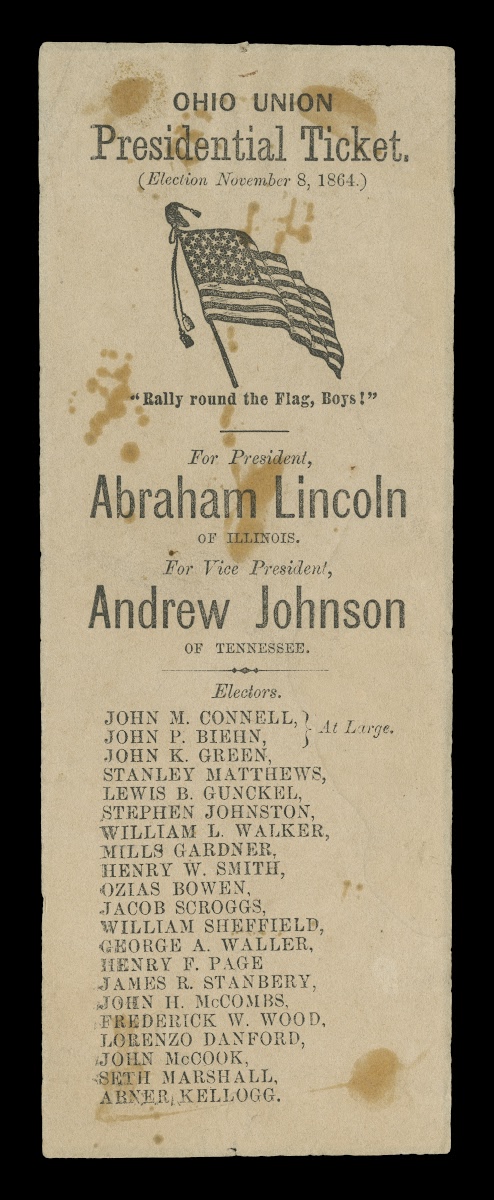 OHIO UNION
Presidential Ticket.
(Election November 8, 1864.)
"Rally round the Flag, Boys!"
For President,
Abraham Lincoln
OF ILLINOIS.
For Vice President,
Andrew Johnson
OF TENNESSEE.
Electors.
JOHN M. CONNELL, } At Large.
JOHN P. BIEHN,
JOHN K. GREEN,
STANLEY MATTHEWS,
LEWIS B. GUNCKEL,
STEPHEN JOHNSTON,
WILLIAM L. WALKER,
MILLS GARDNER,
HENRY W. SMITH,
OZIAS BOWEN,
JACOB SCROGGS,
WILLIAM SHEFFIELD,
GEORGE A. WALLER,
HENRY F. PAGE
JAMES R. STANBERY,
JOHN H. McCOMBS,
FREDERICK W. WOOD,
LORENZO DANFORD,
JOHN McCOOK,
SETH MARSHALL,
ABNER KELLOGG.